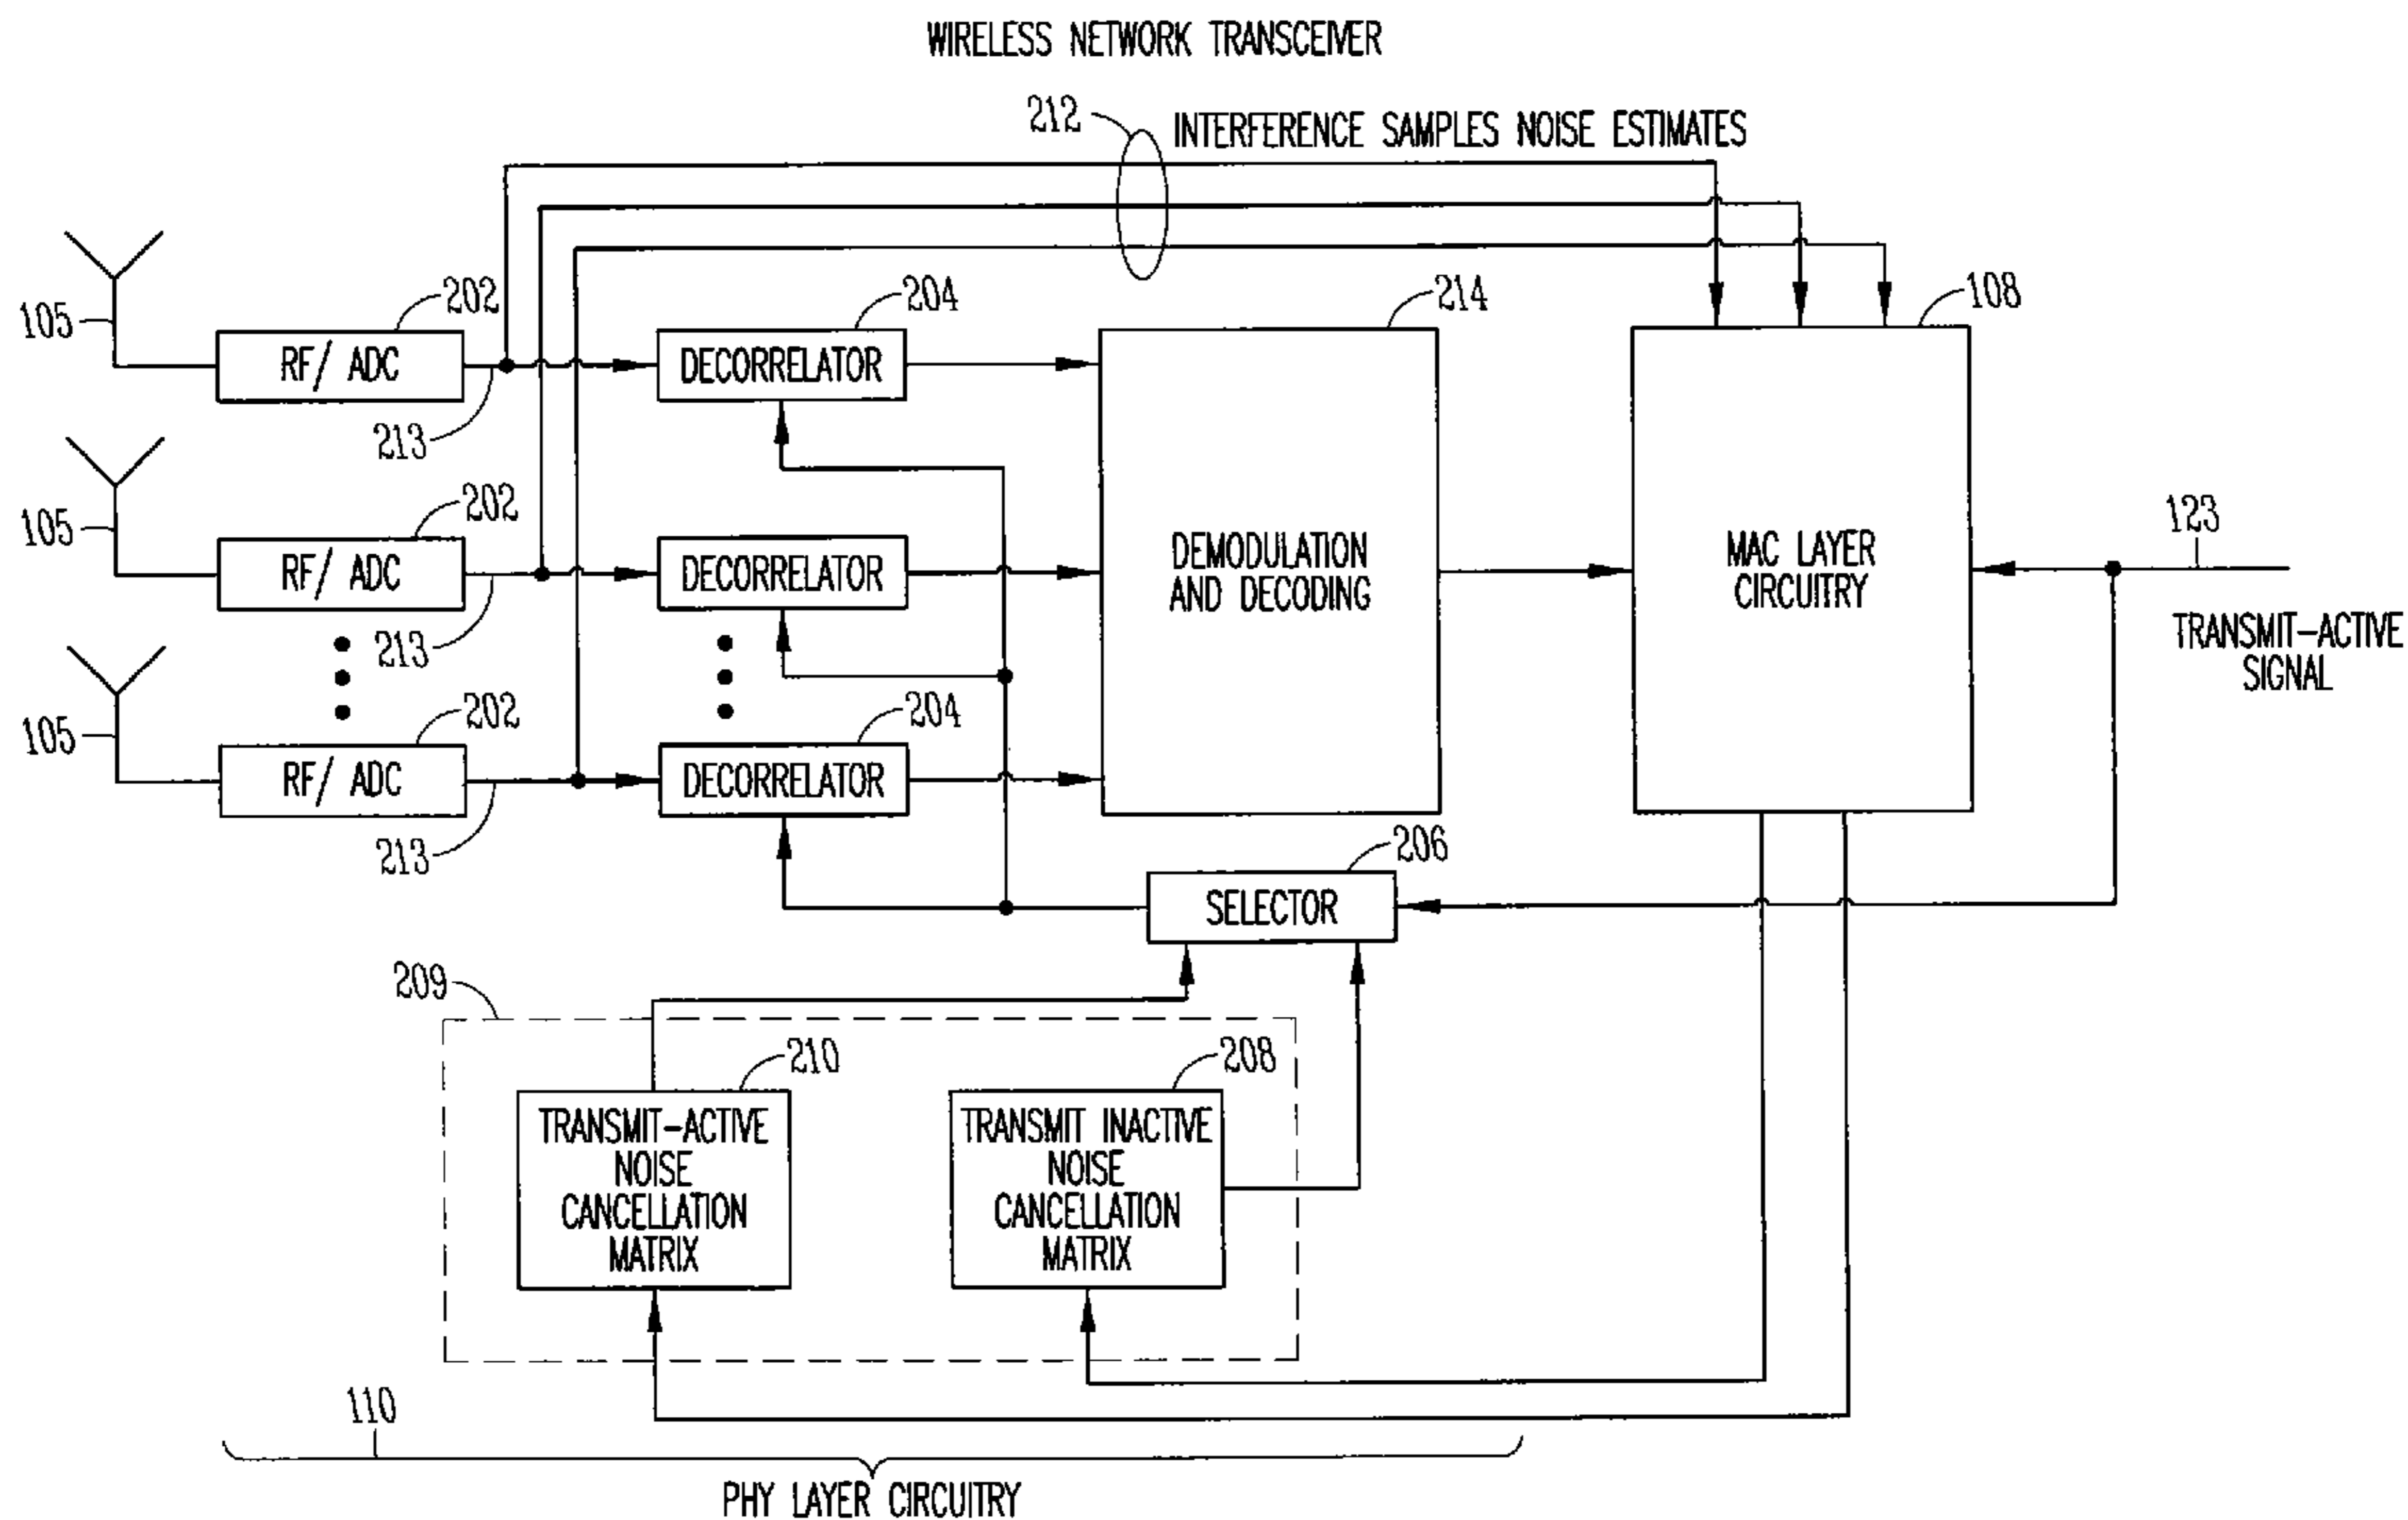 WIRELESS NETWORK TRANSCEIVER
212
INTERFERENCE SAMPLES NOISE ESTIMATES
105
202
RF/ ADC
213
204
DECORRELATOR
214
108
105
202
RF/ ADC
213
DECORRELATOR
DEMODULATION
AND DECODING
MAC LAYER
CIRCUITRY
123
TRANSMIT-ACTIVE
SIGNAL
105
202
RF/ ADC
213
204
DECORRELATOR
206
SELECTOR
209
210
TRANSMIT-ACTIVE
NOISE
CANCELLATION
MATRIX
208
TRANSMIT INACTIVE
NOISE
CANCELLATION
MATRIX
110
PHY LAYER CIRCUITRY